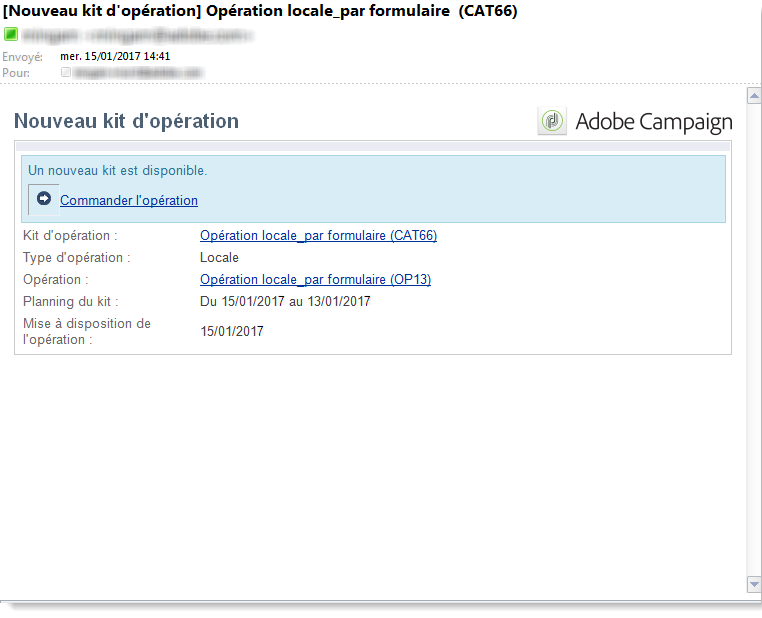 [Nouveau kit d'opération] Opération locale_par formulaire (CAT66)
Envoyé: mer. 15/01/2017 14:41
Pour:
Nouveau kit d'opération
Adobe Campaign
Un nouveau kit est disponible.
Commander l'opération
Kit d'opération : Opération locale_par formulaire (CAT66)
Type d'opération : Locale
Opération : Opération locale_par formulaire (OP13)
Planning du kit : Du 15/01/2017 au 13/01/2017
Mise à disposition de
l'opération : 15/01/2017